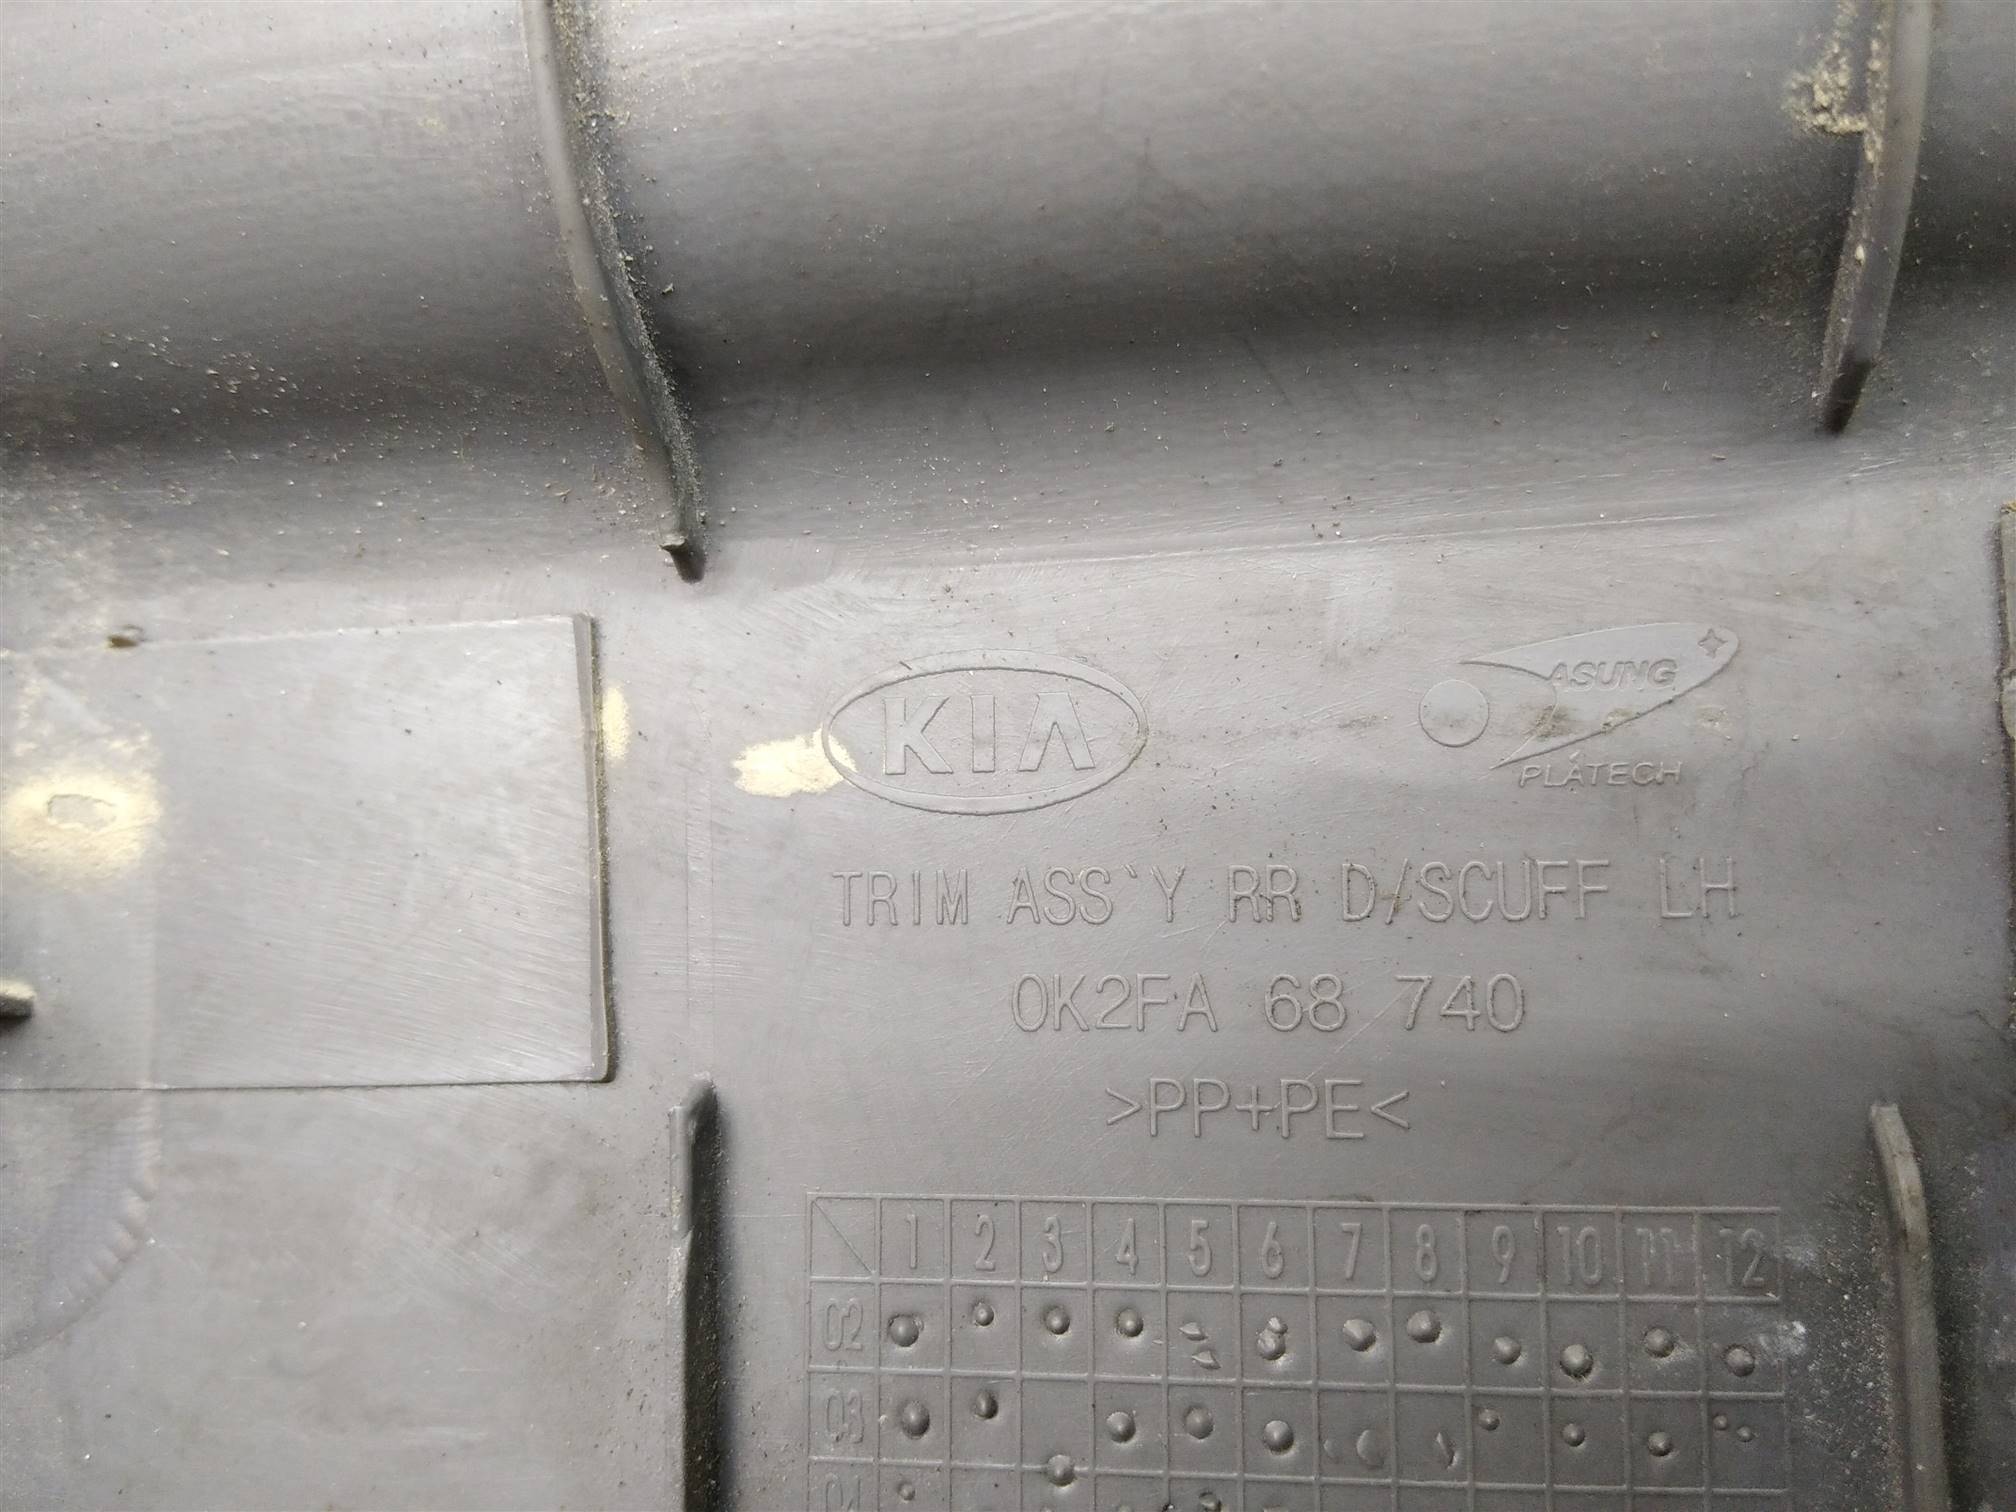 KIA
ASUNG
PLATECH
TRIM ASS`Y RR D/SCUFF LH
0K2FA 68 740
>PP+PE<
1 2 3 4 5 6 7 8 9 10 11 12
02
03
04